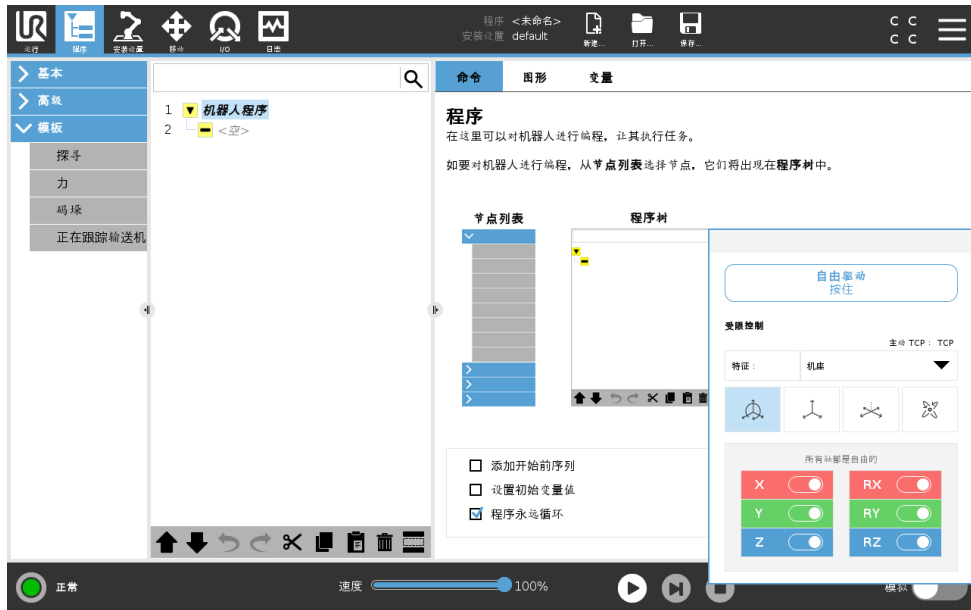 UR
运行
程序
安装设置
移动
I/O
日志
程序 <未命名>
安装设置 default
新建...
打开...
保存...
C C
C C
基本
高级
模板
探寻
力
码垛
正在跟踪输送机
1 机器人程序
2 <空>
命令
图形
变量
程序
在这里可以对机器人进行编程，让其执行任务。
如要对机器人进行编程，从节点列表选择节点，它们将出现在程序树中。
节点列表
程序树
添加开始前序列
设置初始变量值
程序永远循环
自由驱动
按住
受限控制
主动 TCP： TCP
特征：
机座
所有轴都是自由的
X
RX
Y
RY
Z
RZ
正常
速度
100%
模拟